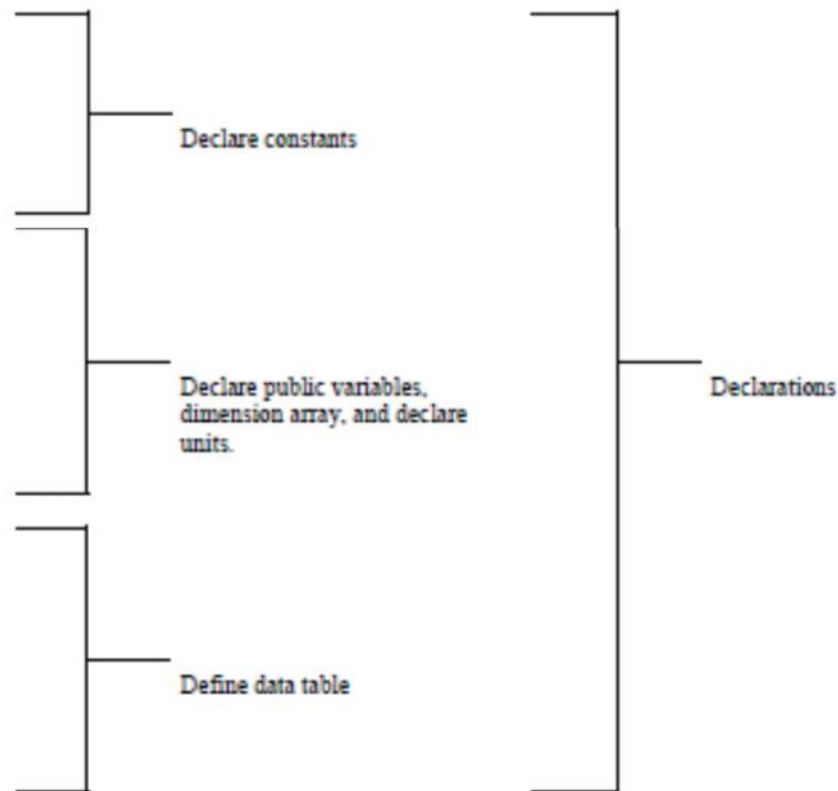 Declare constants
Declare public variables,
dimension array, and declare
units.
Declarations
Define data table